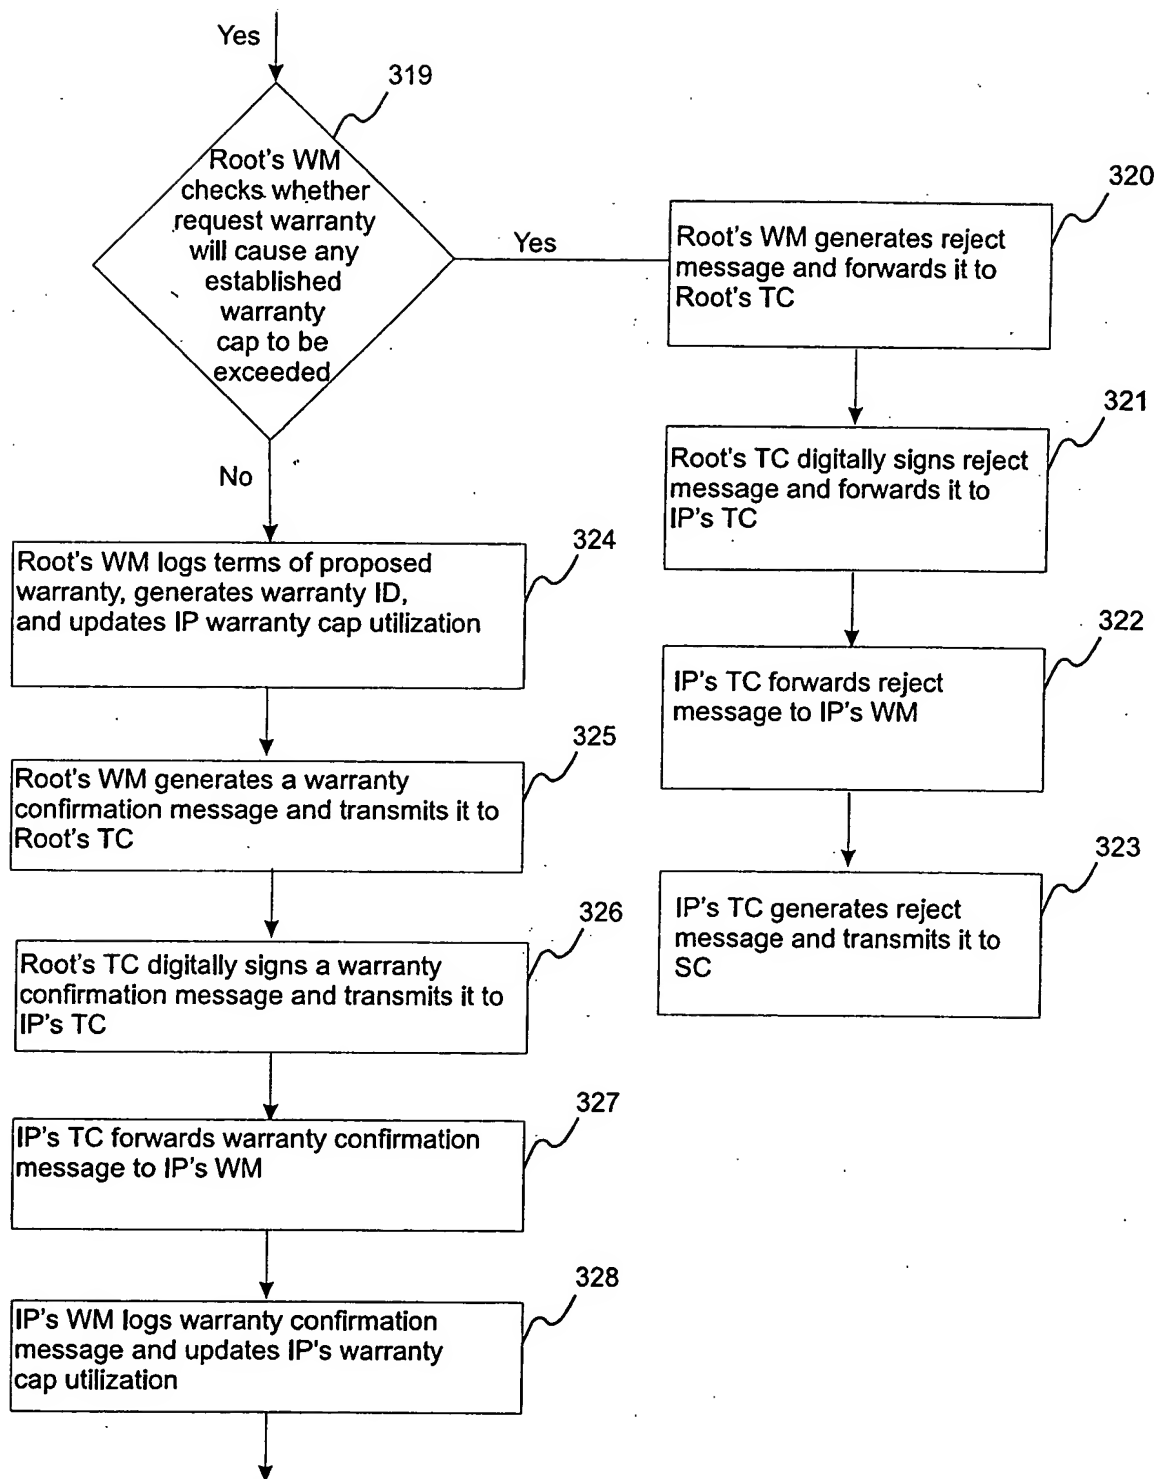 Yes
319
Root's WM
checks whether
request warranty
will cause any
established
warranty
cap to be
exceeded
Yes
320
Root's WM generates reject
message and forwards it to
Root's TC
321
Root's TC digitally signs reject
message and forwards it to
IP's TC
322
IP's TC forwards reject
message to IP's WM
323
IP's TC generates reject
message and transmits it to
SC
No
324
Root's WM logs terms of proposed
warranty, generates warranty ID,
and updates IP warranty cap utilization
325
Root's WM generates a warranty
confirmation message and transmits it to
Root's TC
326
Root's TC digitally signs a warranty
confirmation message and transmits it to
IP's TC
327
IP's TC forwards warranty confirmation
message to IP's WM
328
IP's WM logs warranty confirmation
message and updates IP's warranty
cap utilization